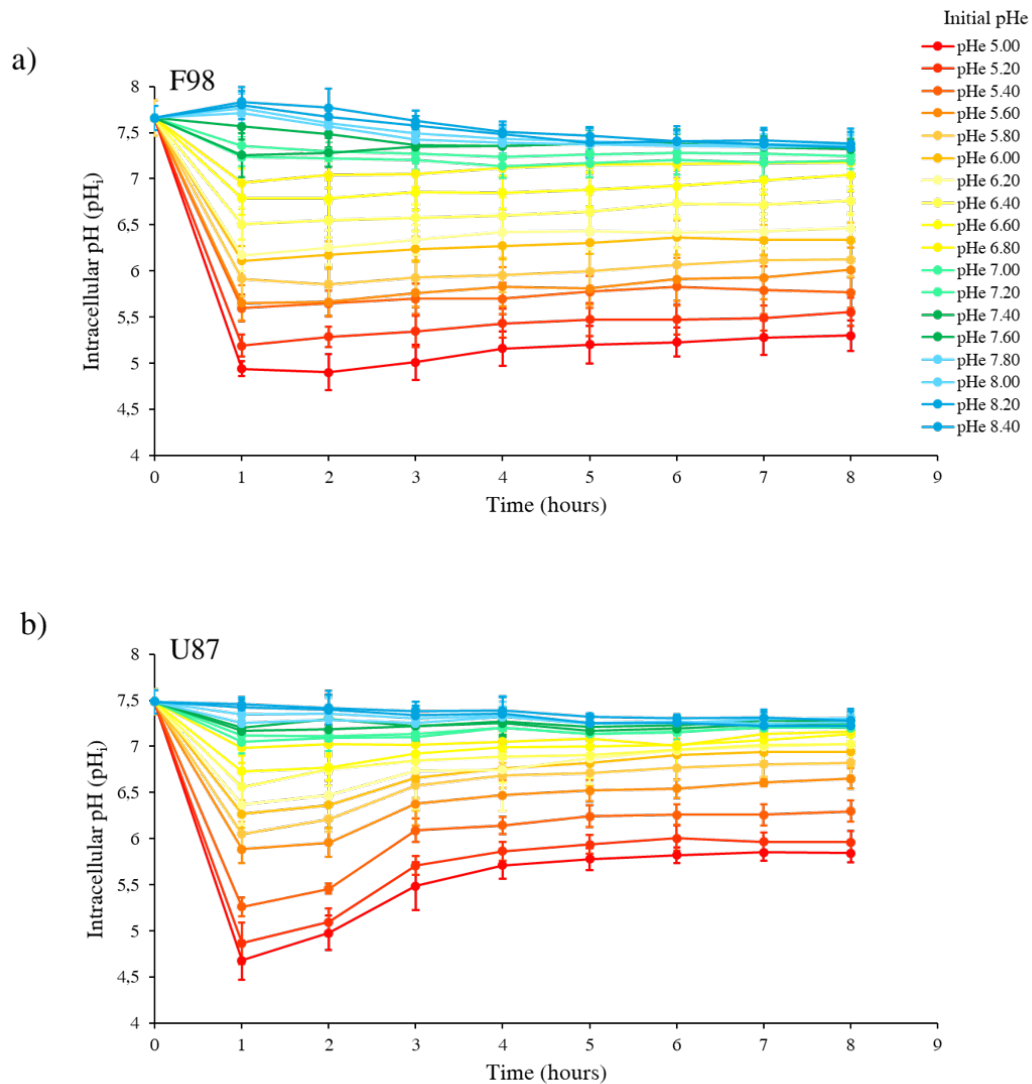 Initial pHe
a)
F98
pHe 5.00
pHe 5.20
pHe 5.40
pHe 5.60
pHe 5.80
pHe 6.00
pHe 6.20
pHe 6.40
pHe 6.60
pHe 6.80
pHe 7.00
pHe 7.20
pHe 7.40
pHe 7.60
pHe 7.80
pHe 8.00
pHe 8.20
pHe 8.40
Intracellular pH (pHi)
8
7.5
7
6.5
6
5.5
5
4,5
4
0 1 2 3 4 5 6 7 8 9
Time (hours)
b)
U87
Intracellular pH (pHi)
8
7,5
7
6,5
6
5,5
5
4,5
4
0 1 2 3 4 5 6 7 8 9
Time (hours)